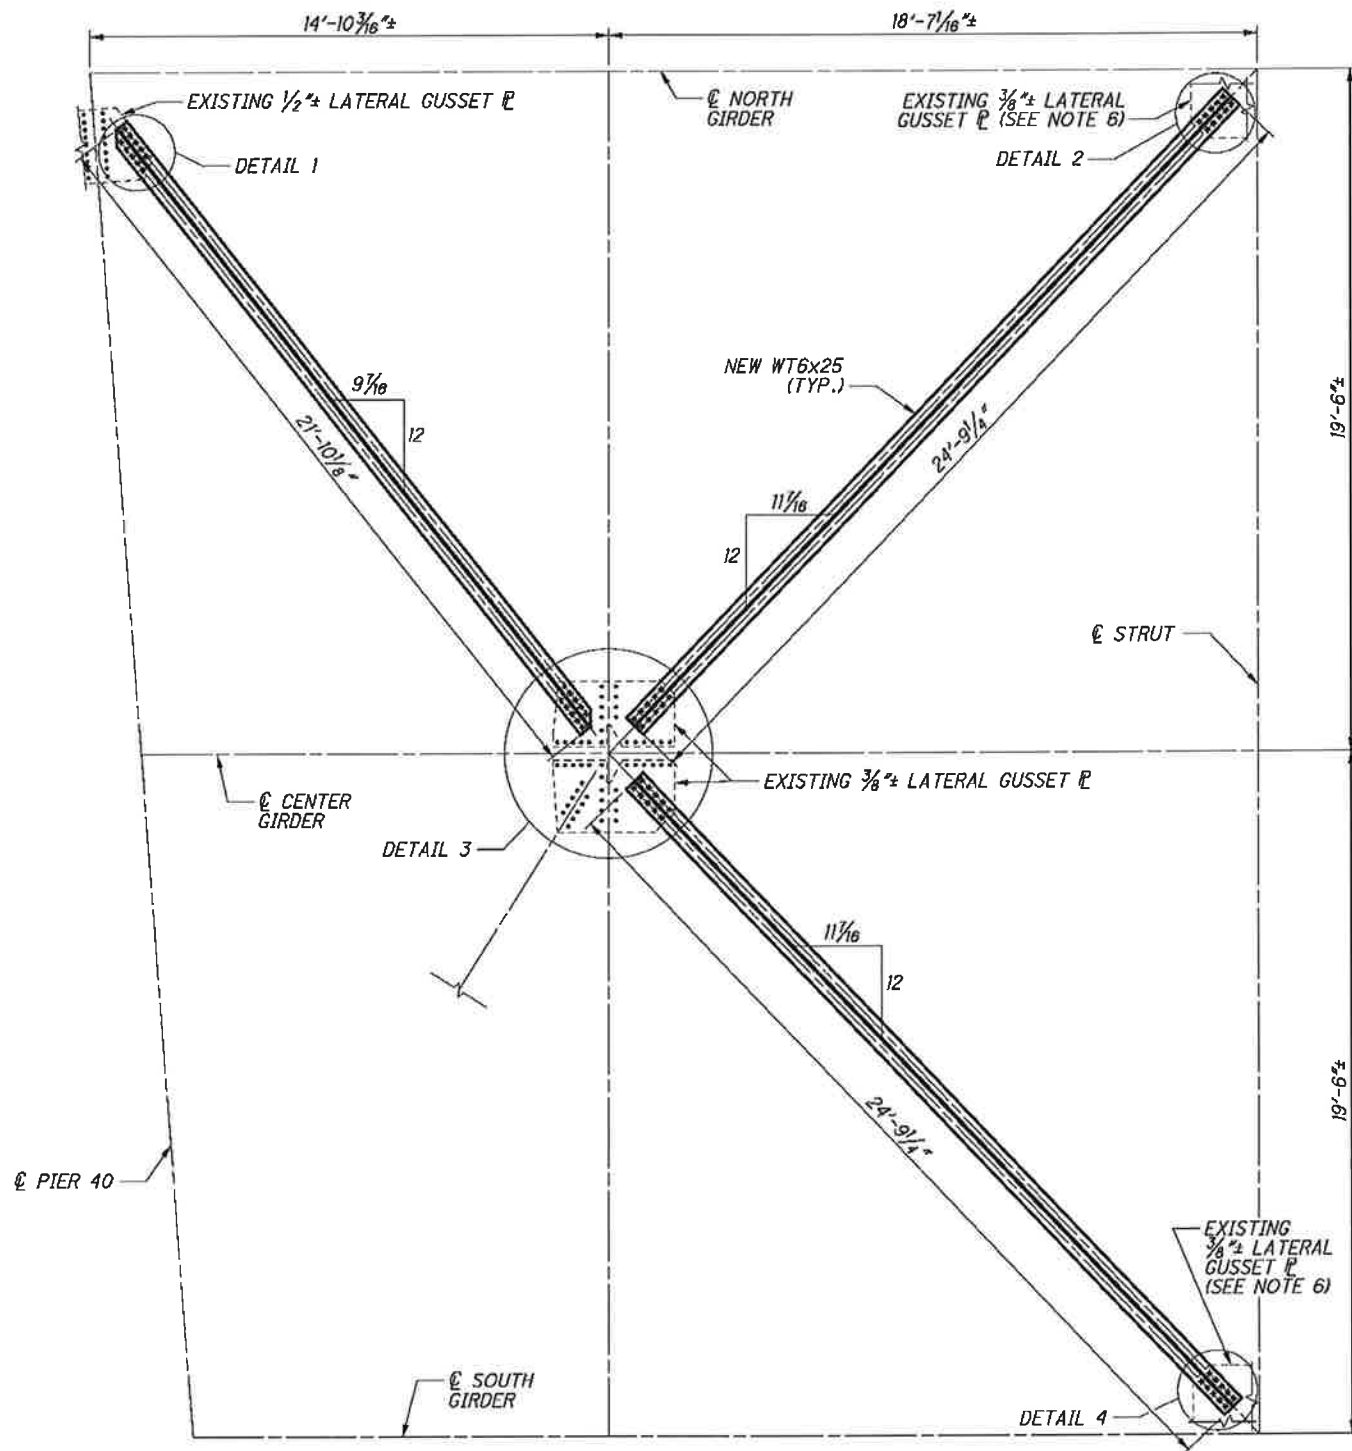 14'-10 3/16"±
18'-7 1/16"±
EXISTING 1/2"± LATERAL GUSSET ℄
℄ NORTH
GIRDER
EXISTING 3/8"± LATERAL
GUSSET ℄ (SEE NOTE 6)
DETAIL 1
DETAIL 2
NEW WT6x25
(TYP.)
9 7/16
12
21'-10 1/8"
24'-9 1/4"
19'-6"±
11 7/16
12
℄ STRUT
EXISTING 3/8"± LATERAL GUSSET ℄
℄ CENTER
GIRDER
DETAIL 3
11 7/16
12
24'-9 1/4"
19'-6"±
℄ PIER 40
EXISTING
3/8"± LATERAL
GUSSET ℄
(SEE NOTE 6)
℄ SOUTH
GIRDER
DETAIL 4